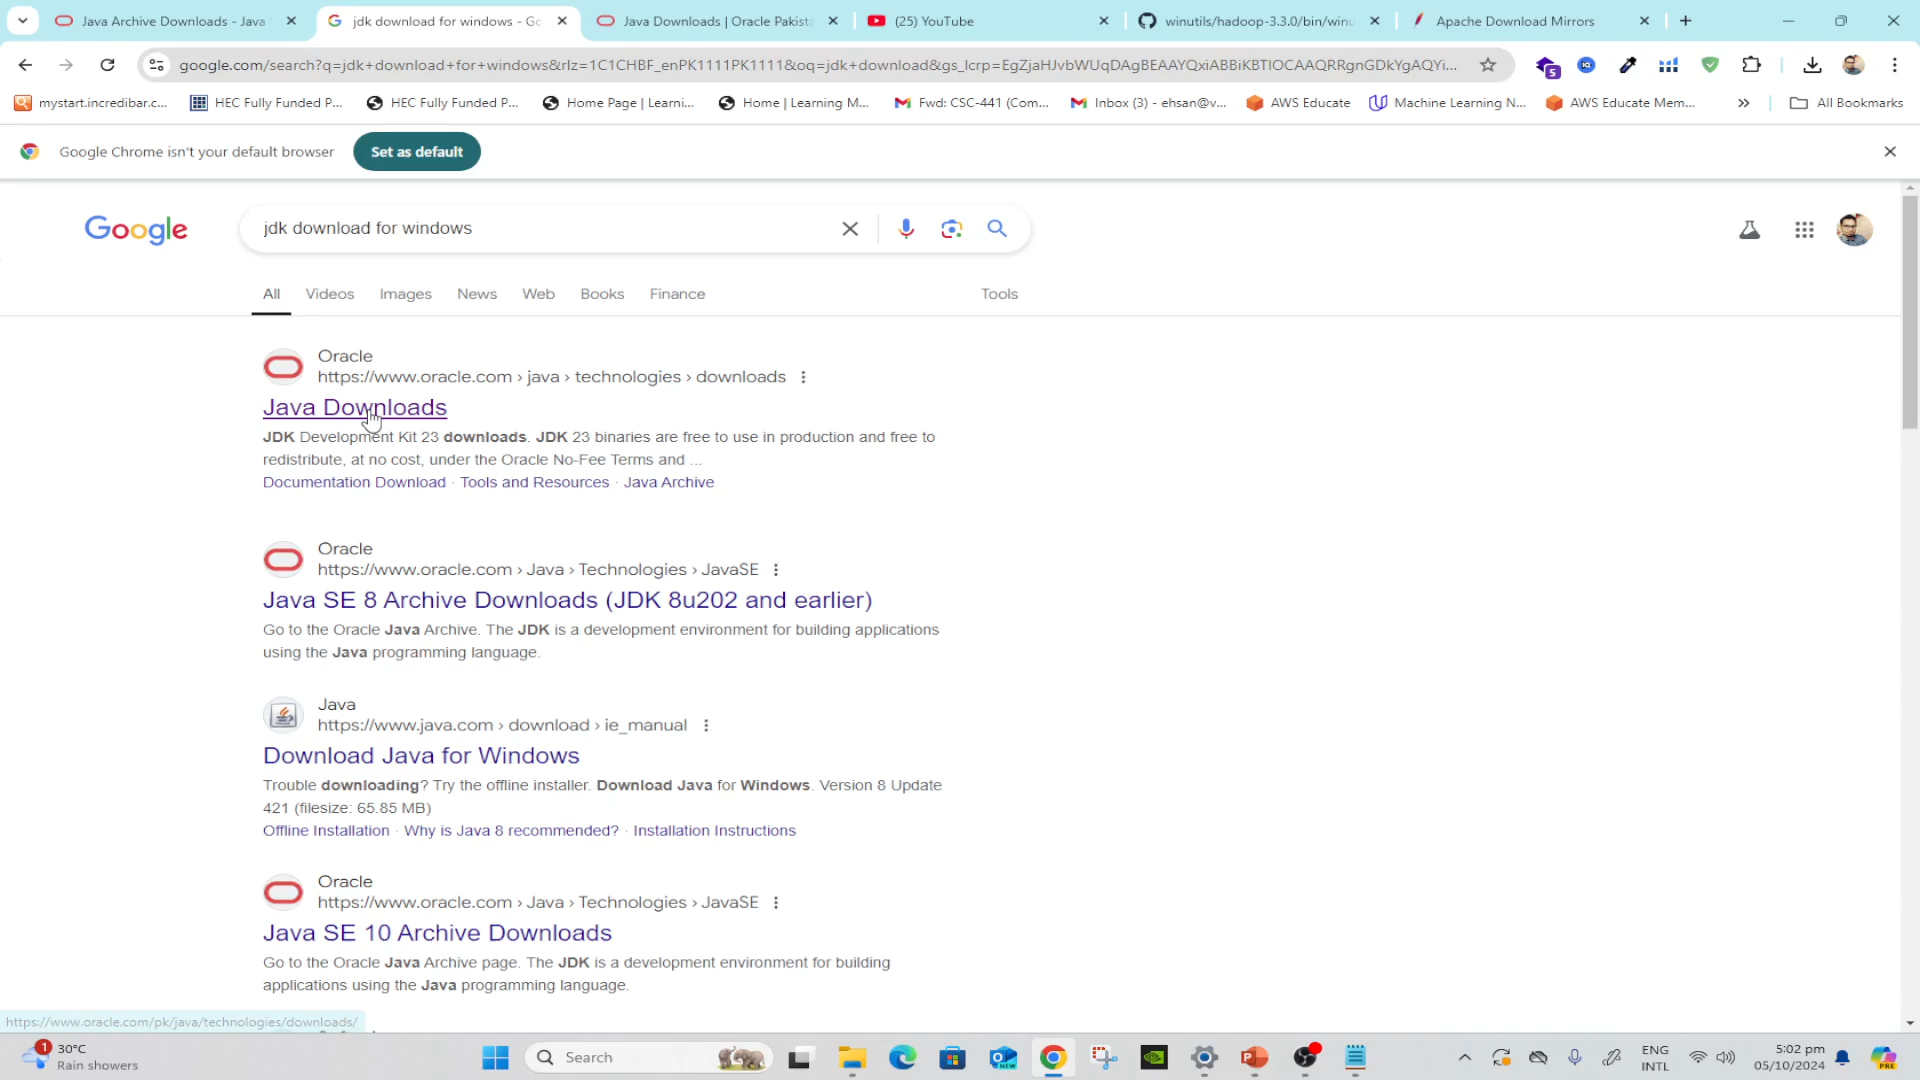 Java Archive Downloads - Java
jdk download for windows - Go
Java Downloads | Oracle Pakist
(25) YouTube
winutils/hadoop-3.3.0/bin/winu
Apache Download Mirrors
google.com/search?q=jdk+download+for+windows&rlz=1C1CHBF_enPK1111PK1111&oq=jdk+download&gs_lcrp=EgZjaHJvbWUqDAgBEAAYQxiABBiKBTIOCAAQRRgnGDkYgAQYi...
5
mystart.incredibar.c...
HEC Fully Funded P...
HEC Fully Funded P...
Home Page | Learni...
Home | Learning M...
Fwd: CSC-441 (Com...
Inbox (3) - ehsan@v...
AWS Educate
Machine Learning N...
AWS Educate Mem...
All Bookmarks
Google Chrome isn't your default browser
Set as default
Google
jdk download for windows
All
Videos
Images
News
Web
Books
Finance
Tools
Oracle
https://www.oracle.com › java › technologies › downloads
Java Downloads
JDK Development Kit 23 downloads. JDK 23 binaries are free to use in production and free to
redistribute, at no cost, under the Oracle No-Fee Terms and ...
Documentation Download · Tools and Resources · Java Archive
Oracle
https://www.oracle.com › Java › Technologies › JavaSE
Java SE 8 Archive Downloads (JDK 8u202 and earlier)
Go to the Oracle Java Archive. The JDK is a development environment for building applications
using the Java programming language.
Java
https://www.java.com › download › ie_manual
Download Java for Windows
Trouble downloading? Try the offline installer. Download Java for Windows. Version 8 Update
421 (filesize: 65.85 MB)
Offline Installation · Why is Java 8 recommended? · Installation Instructions
Oracle
https://www.oracle.com › Java › Technologies › JavaSE
Java SE 10 Archive Downloads
Go to the Oracle Java Archive page. The JDK is a development environment for building
applications using the Java programming language.
https://www.oracle.com/pk/java/technologies/downloads/
1
30°C
Rain showers
Search
NEW
ENG
INTL
5:02 pm
05/10/2024
PRE